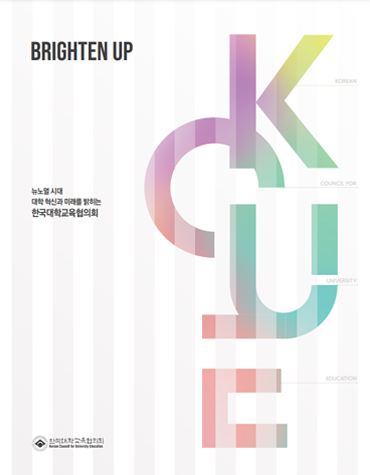 BRIGHTEN UP
KCUE
KOREAN
COUNCIL FOR
UNIVERSITY
EDUCATION
뉴노멀 시대
대학 혁신과 미래를 밝히는
한국대학교육협의회
한국대학교육협의회
Korean Council for University Education